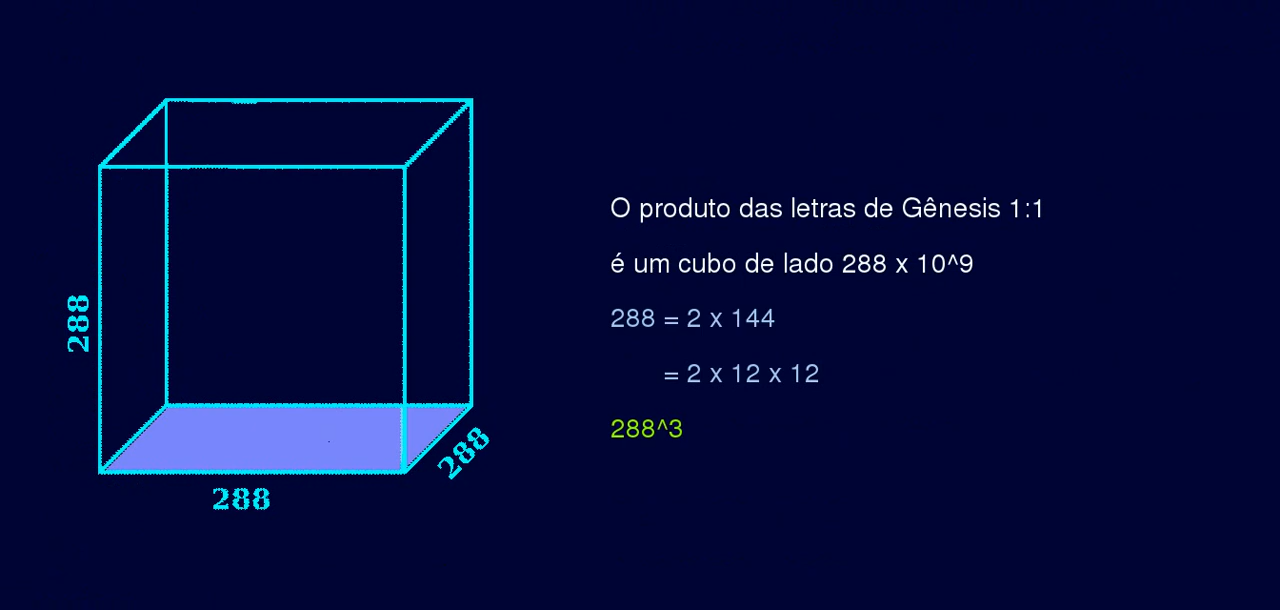 288
288
288
O produto das letras de Gênesis 1:1
é um cubo de lado 288 x 10^9
288 = 2 x 144
= 2 x 12 x 12
288^3